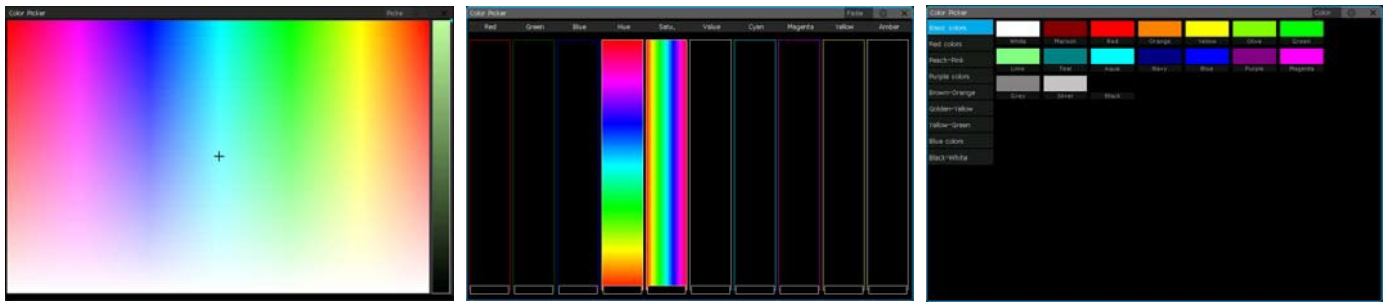 Color Picker
Color Picker Fade
Red Green Blue Hue Satu. Value Cyan Magenta Yellow Amber
Color Picker Color
Basic colors
White Maroon Red Orange Yellow Olive Green
Red colors
Peach-Pink
Lime Teal Aqua Navy Blue Purple Magenta
Purple colors
Brown-Orange
Grey Silver Black
Golden-Yellow
Yellow-Green
Blue colors
Black-White